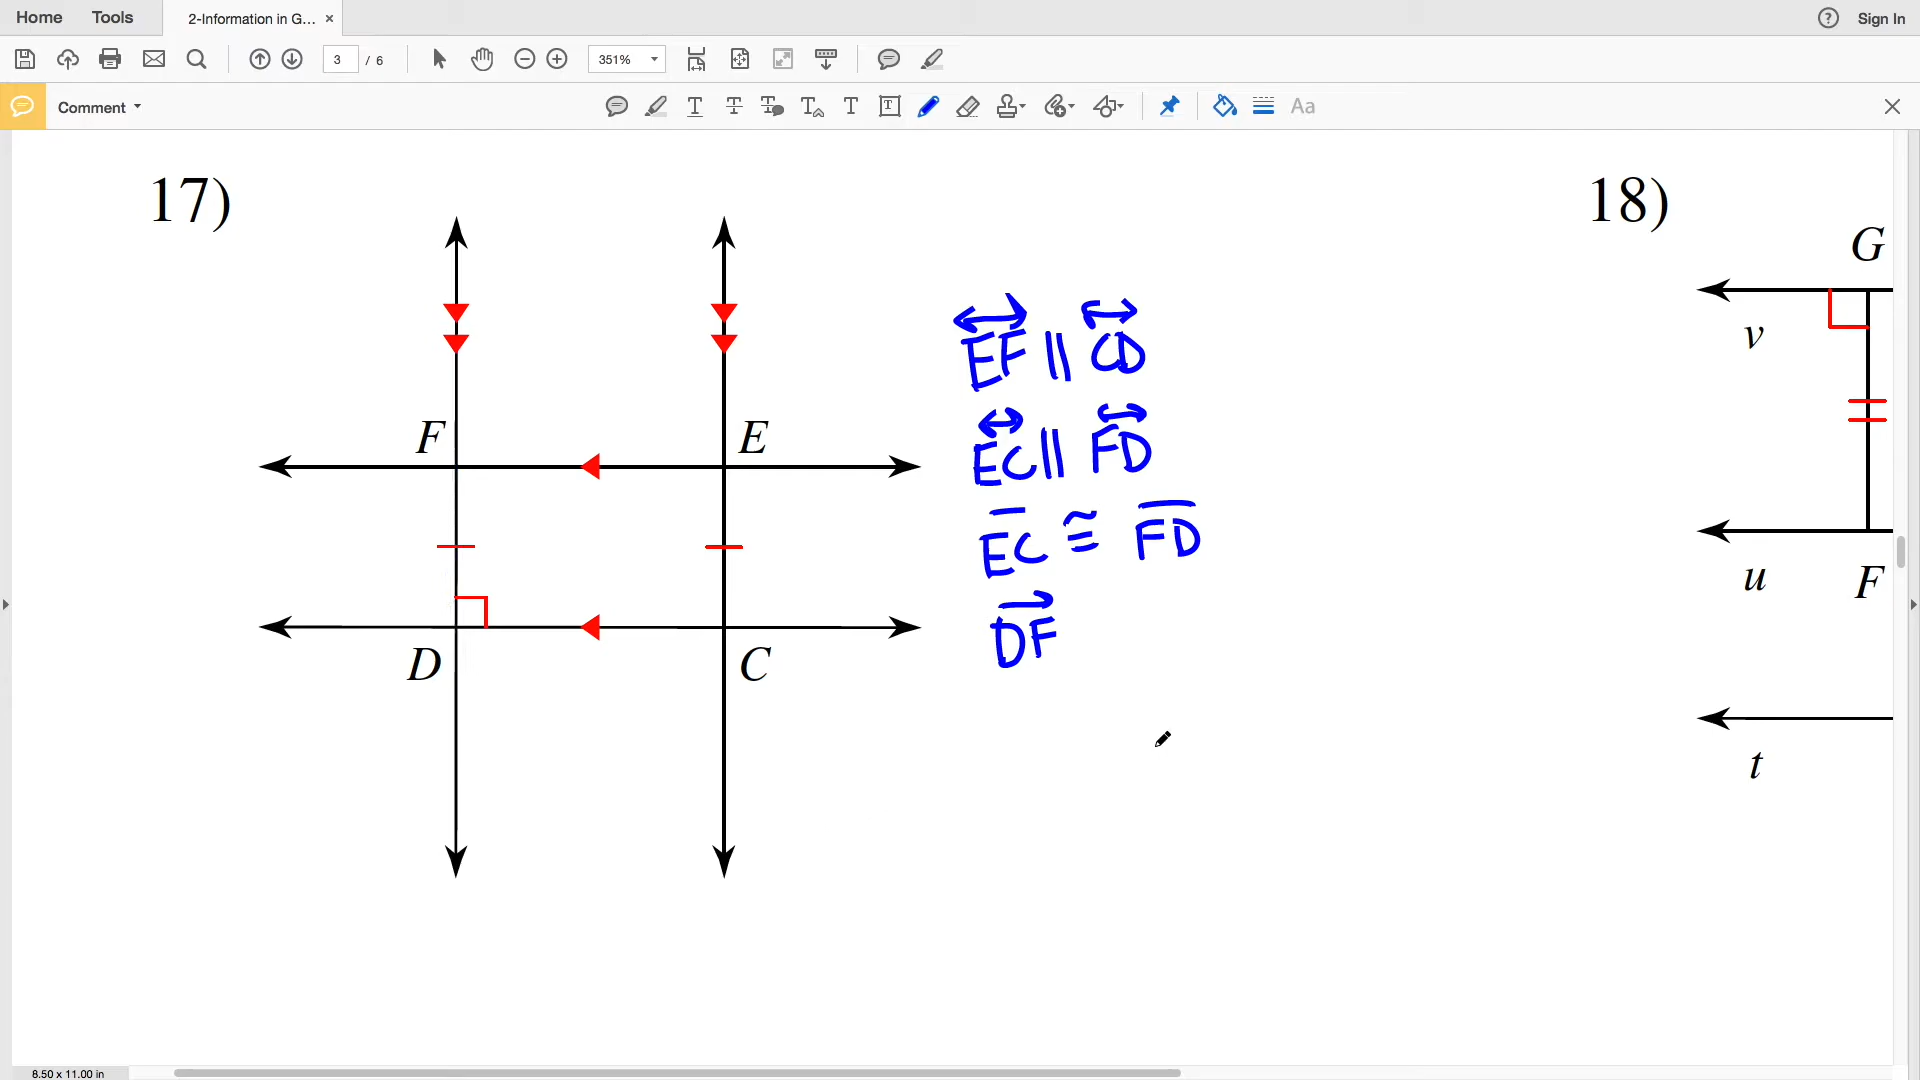 Home Tools 2-Information in G... × ? Sign In
3 / 6 351%
Comment T T T T T T Aa
17)
18)
G
v
F E
D C
u F
t
EF || CD
EC || FD
EC ≅ FD
DF
8.50 x 11.00 in